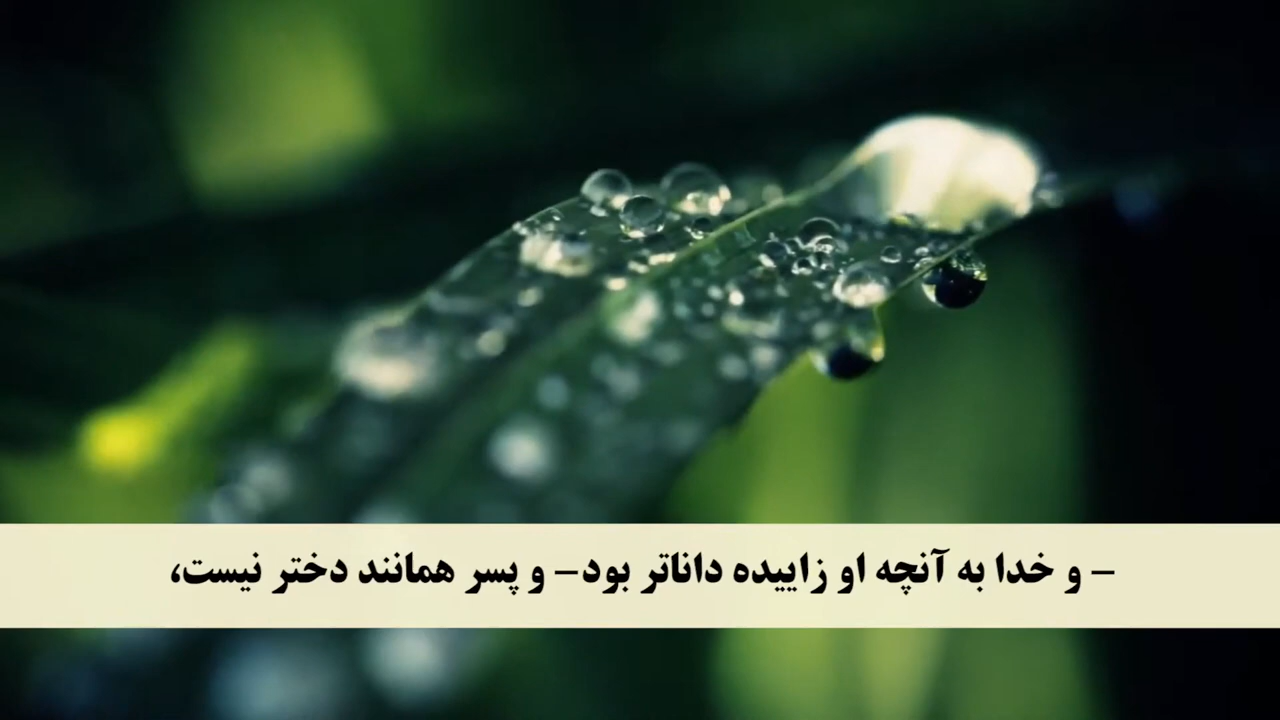 - و خدا به آنچه او زاییده داناتر بود- و پسر همانند دختر نیست،